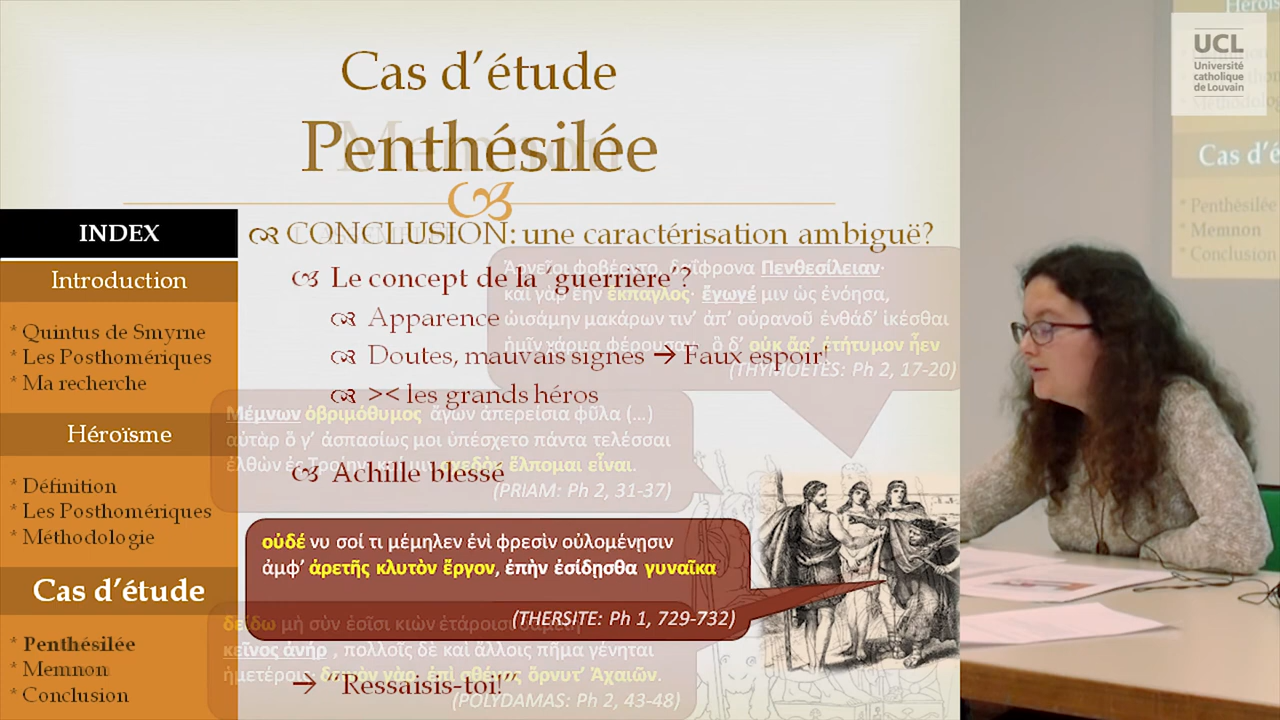 Cas d’étude
Penthésilée
Memnon
INDEX
Introduction
* Quintus de Smyrne
* Les Posthomériques
* Ma recherche
Héroïsme
* Définition
* Les Posthomériques
* Méthodologie
Cas d’étude
* Penthésilée
* Memnon
* Conclusion
CONCLUSION: une caractérisation ambiguë?
Le concept de la ‘guerrière’?
Apparence
Doutes, mauvais signes → Faux espoir!
>< les grands héros
Achille blessé
→ “Ressaisis-toi!”
Ἀργεῖοι φοβέοντο, δαΐφρονα Πενθεσίλειαν·
καὶ γὰρ ἔην ἔκπαγλος· ἔγωγέ μιν ὡς ἐνόησα,
ὠισάμην μακάρων τιν’ ἀπ’ οὐρανοῦ ἐνθάδ’ ἱκέσθαι
ἡμῖν χάρμα φέρουσαν· ὃ δ’ οὐκ ἄρ’ ἐτήτυμον ἦεν
(THYMOETES: Ph 2, 17-20)
Μέμνων ὀβριμόθυμος ἄγων ἀπερείσια φῦλα (…)
αὐτὰρ ὅ γ’ ἀσπασίως μοι ὑπέσχετο πάντα τελέσσαι
ἐλθὼν ἐς Τροίην· καί μιν σχεδὸν ἔλπομαι εἶναι.
(PRIAM: Ph 2, 31-37)
οὐδέ νυ σοί τι μέμηλεν ἐνὶ φρεσὶν οὐλομένῃσιν
ἀμφ’ ἀρετῆς κλυτὸν ἔργον, ἐπὴν ἐσίδῃσθα γυναῖκα
(THERSITE: Ph 1, 729-732)
δείδω μὴ σὺν ἑοῖσι κιὼν ἑτάροισι δαμείη
κεῖνος ἀνήρ , πολλοῖς δὲ καὶ ἄλλοις πῆμα γένηται
ἡμετέροις· δεινὸν γὰρ ἐπὶ σθένος ὄρνυτ’ Ἀχαιῶν.
(POLYDAMAS: Ph 2, 43-48)
UCL
Université
catholique
de Louvain
Cas d’é
* Penthésilée
* Memnon
* Conclusion